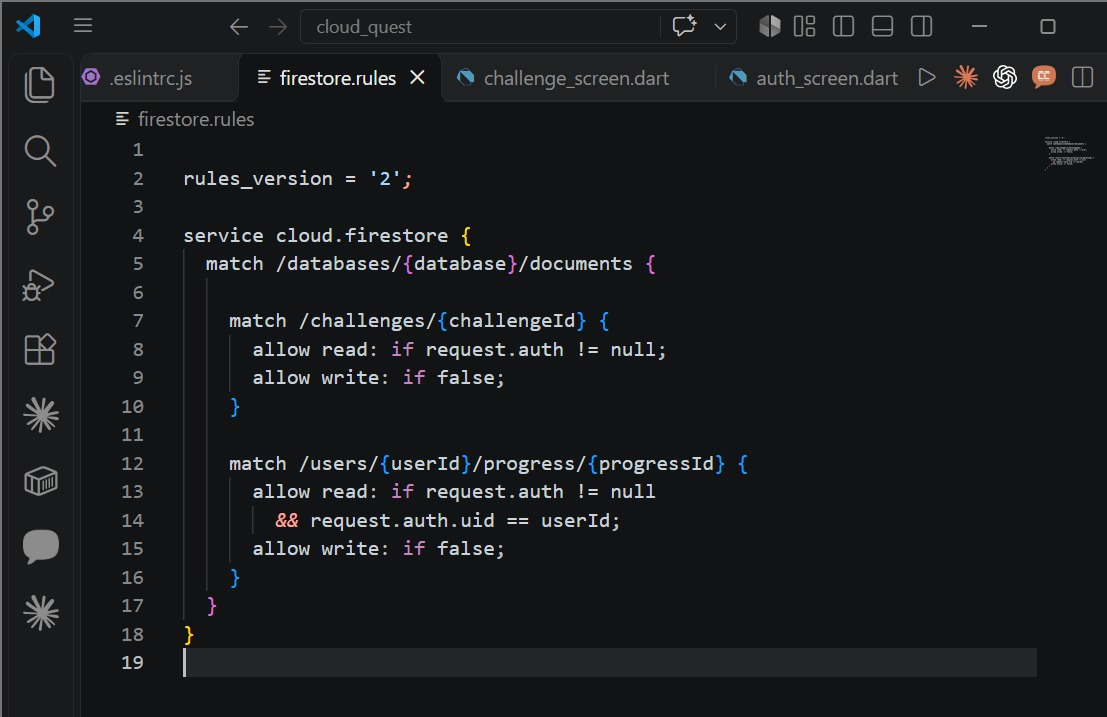 cloud_quest
.eslintrc.js
firestore.rules
challenge_screen.dart
auth_screen.dart
CC
firestore.rules
1
2 rules_version = '2';
3
4 service cloud.firestore {
5   match /databases/{database}/documents {
6
7     match /challenges/{challengeId} {
8       allow read: if request.auth != null;
9       allow write: if false;
10     }
11
12     match /users/{userId}/progress/{progressId} {
13       allow read: if request.auth != null
14         && request.auth.uid == userId;
15       allow write: if false;
16     }
17   }
18 }
19